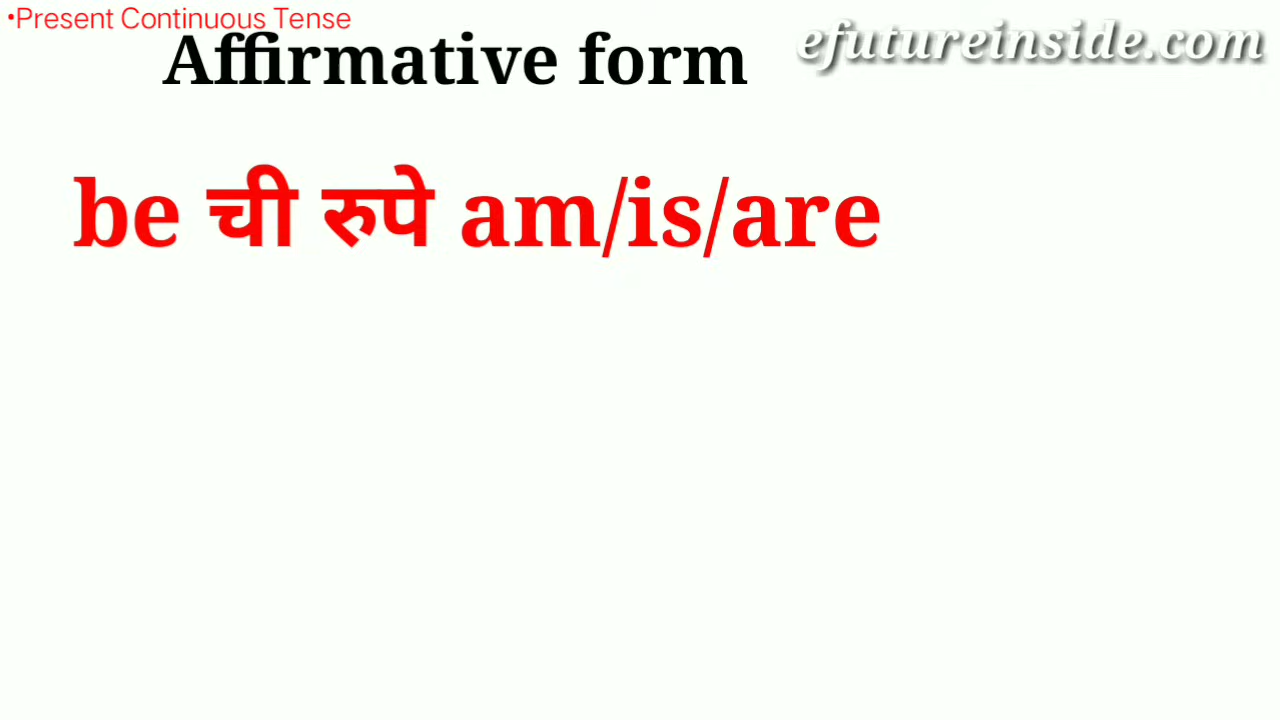 •Present Continuous Tense
Affirmative form
efutureinside.com
be ची रुपे am/is/are